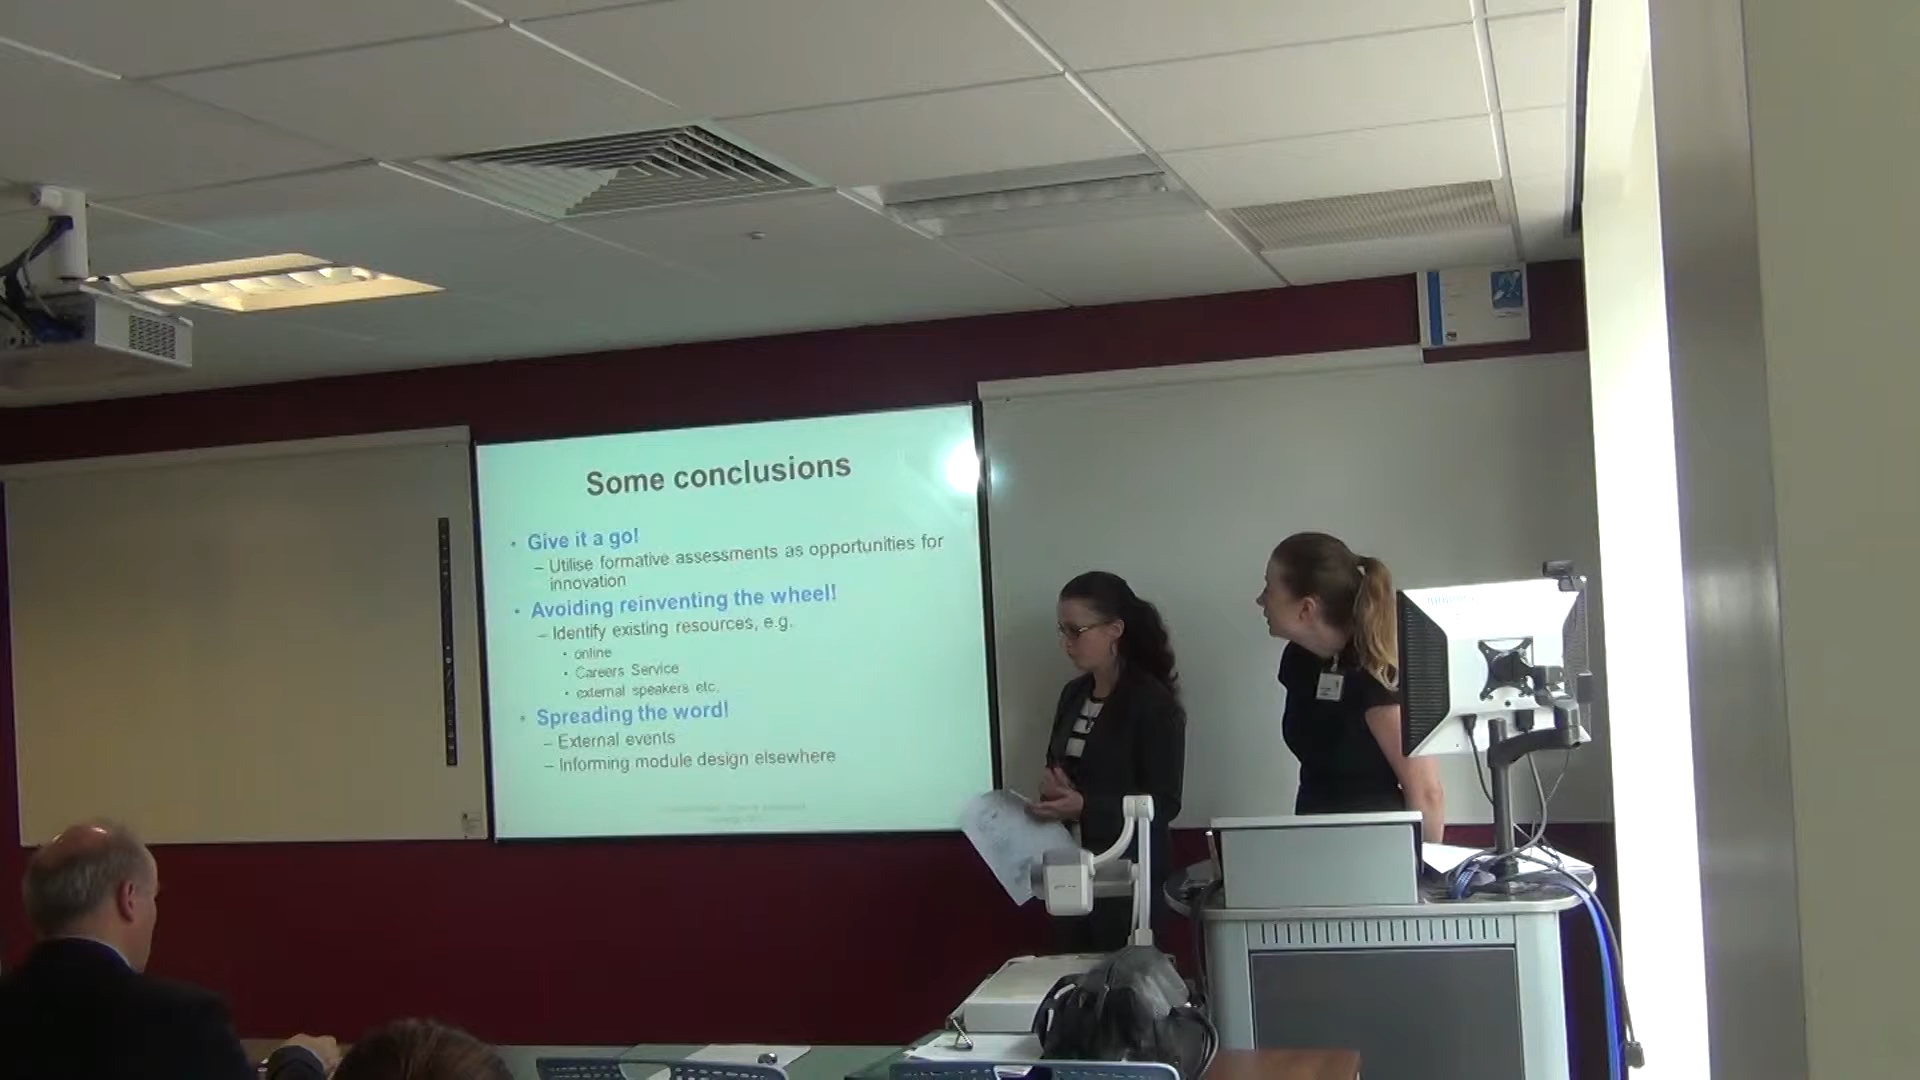 Some conclusions
• Give it a go!
– Utilise formative assessments as opportunities for
innovation
• Avoiding reinventing the wheel!
– Identify existing resources, e.g.
• online
• Careers Service
• external speakers etc.
• Spreading the word!
– External events
– Informing module design elsewhere